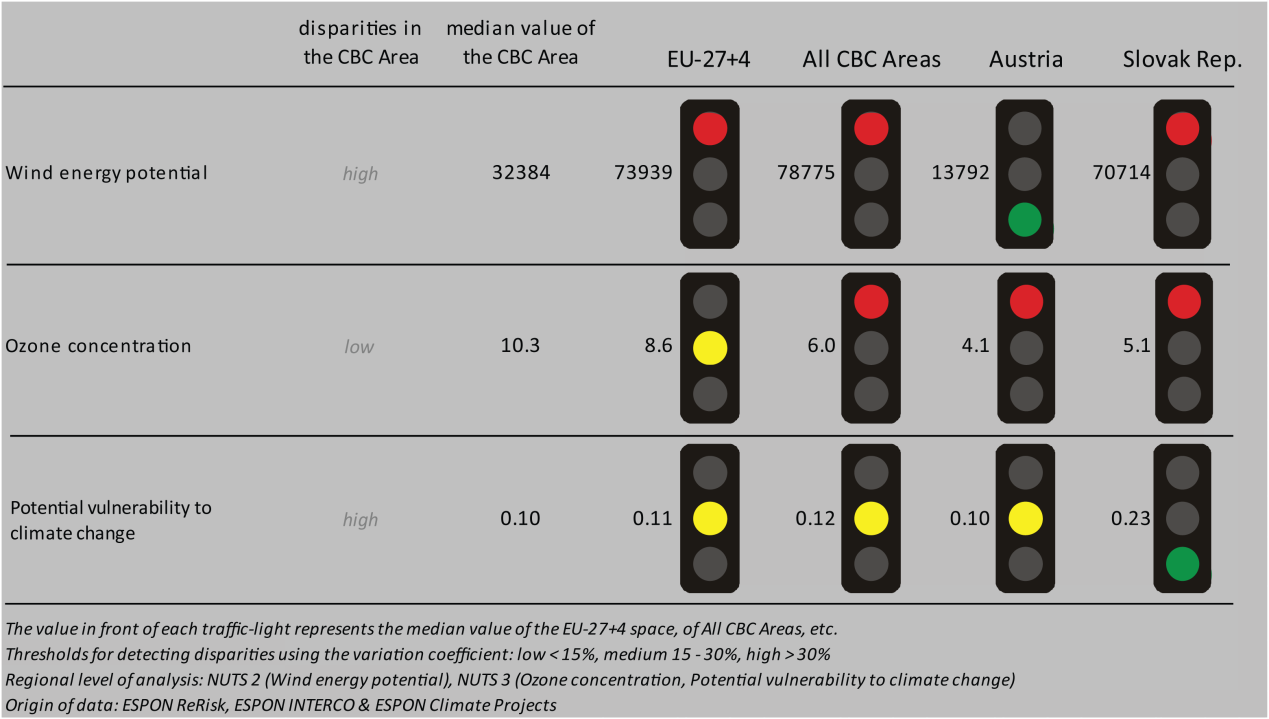 disparities in
the CBC Area
median value of
the CBC Area
EU-27+4
All CBC Areas
Austria
Slovak Rep.
Wind energy potential
high
32384
73939
78775
13792
70714
Ozone concentration
low
10.3
8.6
6.0
4.1
5.1
Potential vulnerability to
climate change
high
0.10
0.11
0.12
0.10
0.23
The value in front of each traffic-light represents the median value of the EU-27+4 space, of All CBC Areas, etc.
Thresholds for detecting disparities using the variation coefficient: low < 15%, medium 15 - 30%, high > 30%
Regional level of analysis: NUTS 2 (Wind energy potential), NUTS 3 (Ozone concentration, Potential vulnerability to climate change)
Origin of data: ESPON ReRisk, ESPON INTERCO & ESPON Climate Projects